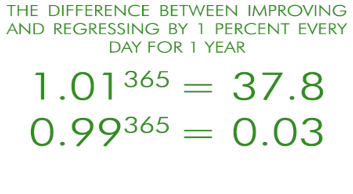 THE DIFFERENCE BETWEEN IMPROVING
AND REGRESSING BY 1 PERCENT EVERY
DAY FOR 1 YEAR
1.01³⁶⁵ = 37.8
0.99³⁶⁵ = 0.03